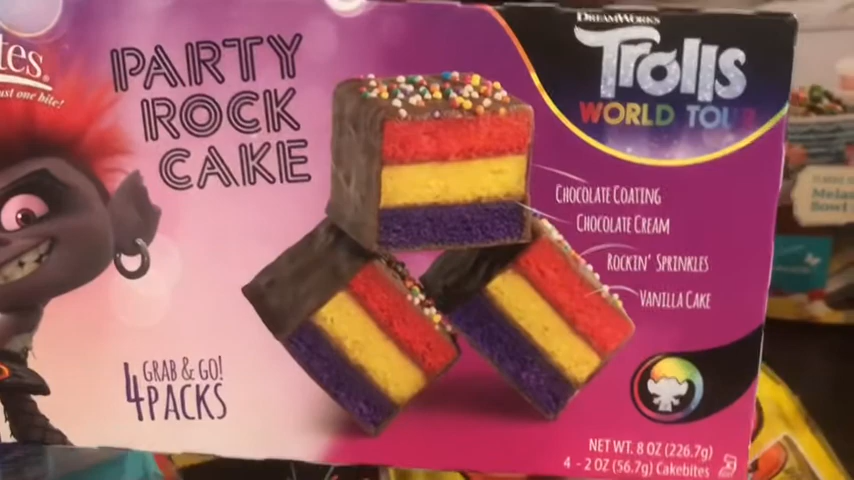 DREAMWORKS
Trolls
WORLD TOUR
PARTY
ROCK
CAKE
CHOCOLATE COATING
CHOCOLATE CREAM
ROCKIN' SPRINKLES
VANILLA CAKE
4 GRAB & GO!
PACKS
NET WT. 8 OZ (226.7g)
4 - 2 OZ (56.7g) Cakebites